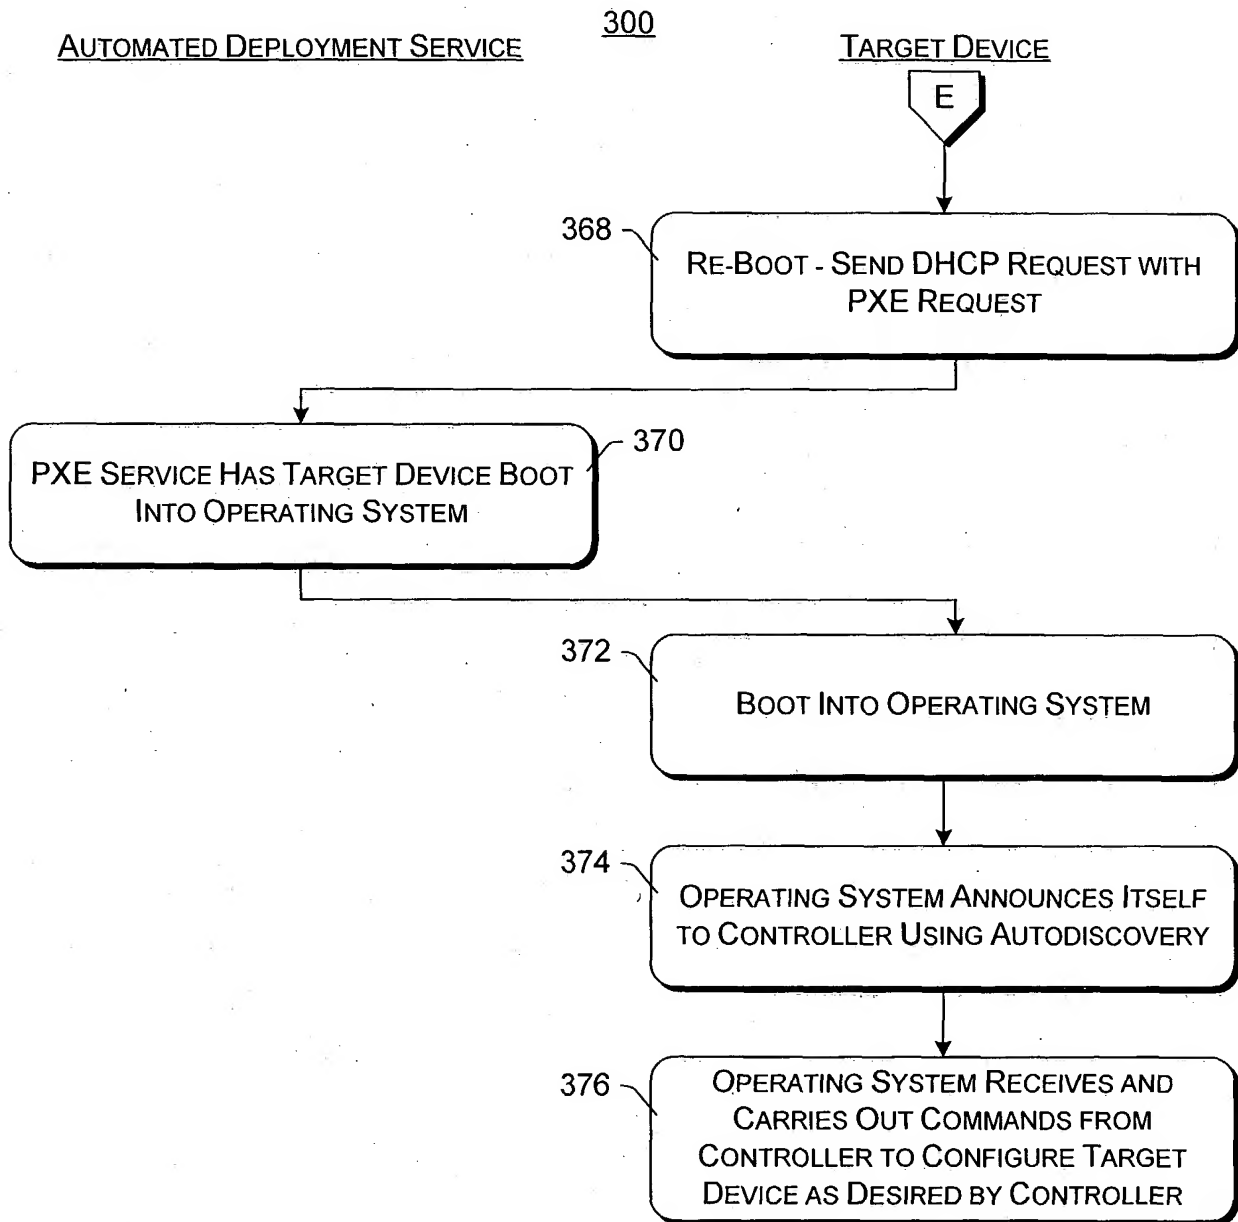 300
AUTOMATED DEPLOYMENT SERVICE
TARGET DEVICE
E
368
RE-BOOT - SEND DHCP REQUEST WITH
PXE REQUEST
370
PXE SERVICE HAS TARGET DEVICE BOOT
INTO OPERATING SYSTEM
372
BOOT INTO OPERATING SYSTEM
374
OPERATING SYSTEM ANNOUNCES ITSELF
TO CONTROLLER USING AUTODISCOVERY
376
OPERATING SYSTEM RECEIVES AND
CARRIES OUT COMMANDS FROM
CONTROLLER TO CONFIGURE TARGET
DEVICE AS DESIRED BY CONTROLLER